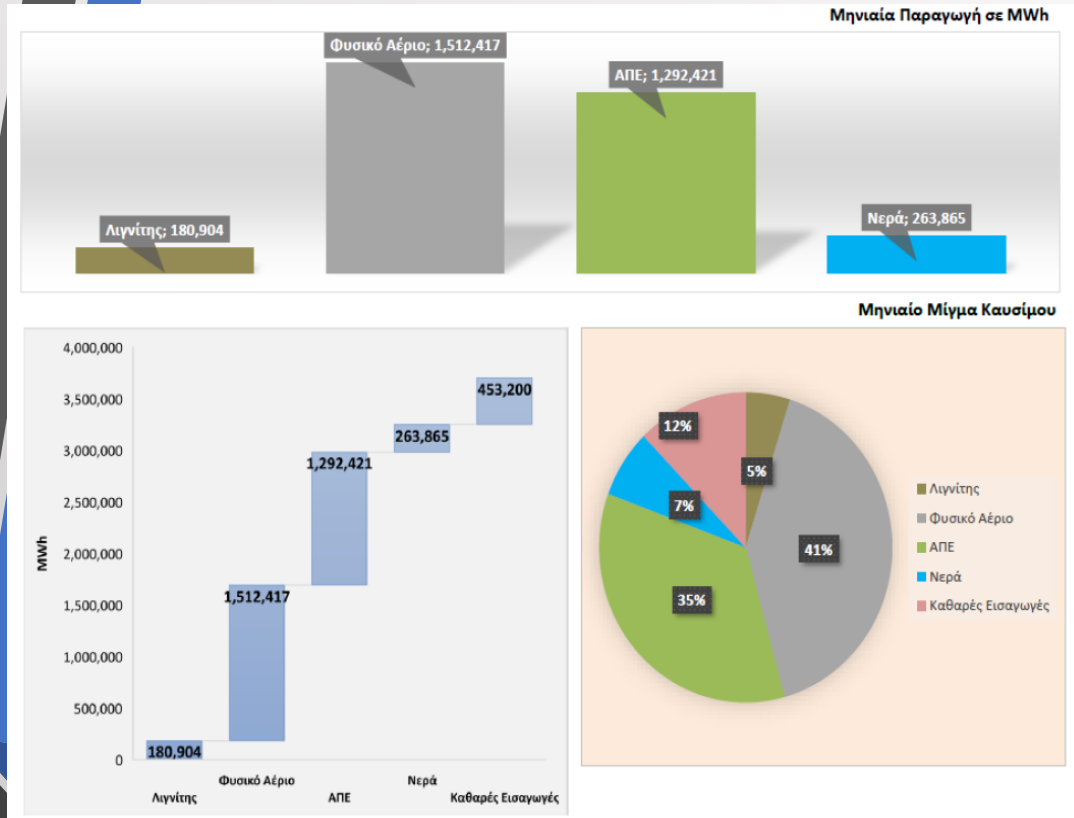 Μηνιαία Παραγωγή σε MWh
Φυσικό Αέριο; 1,512,417
ΑΠΕ; 1,292,421
Λιγνίτης; 180,904
Νερά; 263,865
Μηνιαίο Μίγμα Καυσίμου
4,000,000
3,500,000
3,000,000
2,500,000
2,000,000
1,500,000
1,000,000
500,000
0
MWh
453,200
263,865
1,292,421
1,512,417
180,904
Φυσικό Αέριο
Νερά
Λιγνίτης
ΑΠΕ
Καθαρές Εισαγωγές
12%
5%
7%
41%
35%
Λιγνίτης
Φυσικό Αέριο
ΑΠΕ
Νερά
Καθαρές Εισαγωγές